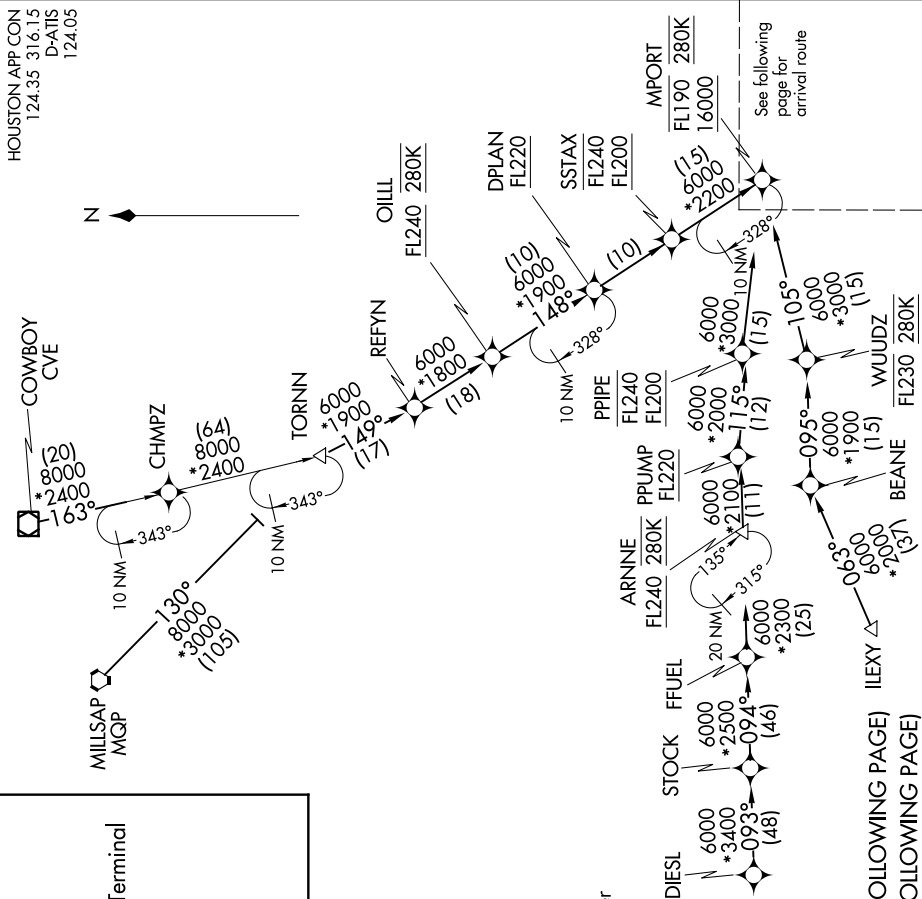 HOUSTON APP CON
124.35 316.15
D-ATIS
124.05
N
COWBOY
CVE
(20)
8000
*2400
163°
10 NM
343°
CHMPZ
(64)
8000
*2400
MILLSAP
MQP
130°
8000
*3000
(105)
10 NM
343°
TORNN
6000
*1900
149°
(17)
REFYN
6000
*1800
(18)
OILLL
FL240 280K
(10)
6000
*1900
148°
10 NM
328°
DPLAN
FL220
(10)
SSTAX
FL240
FL200
(15)
6000
*2200
MPORT
FL190 280K
16000
10 NM
328°
See following
page for
arrival route
Terminal
r
DIESL
6000
*3400
093°
(48)
STOCK
6000
*2500
094°
(46)
FFUEL
6000
*2300
(25)
20 NM
135°
315°
ARNNE
FL240 280K
6000
*2100
(11)
PPUMP
FL220
6000
*2000
115°
(12)
PPIPE
FL240
FL200
6000
*3000
(15)
ILEXY
063°
6000
*2000
(37)
BEANE
095°
6000
*1900
(15)
WUUDZ
FL230 280K
105°
6000
*3000
(15)
OLLOWING PAGE)
OLLOWING PAGE)